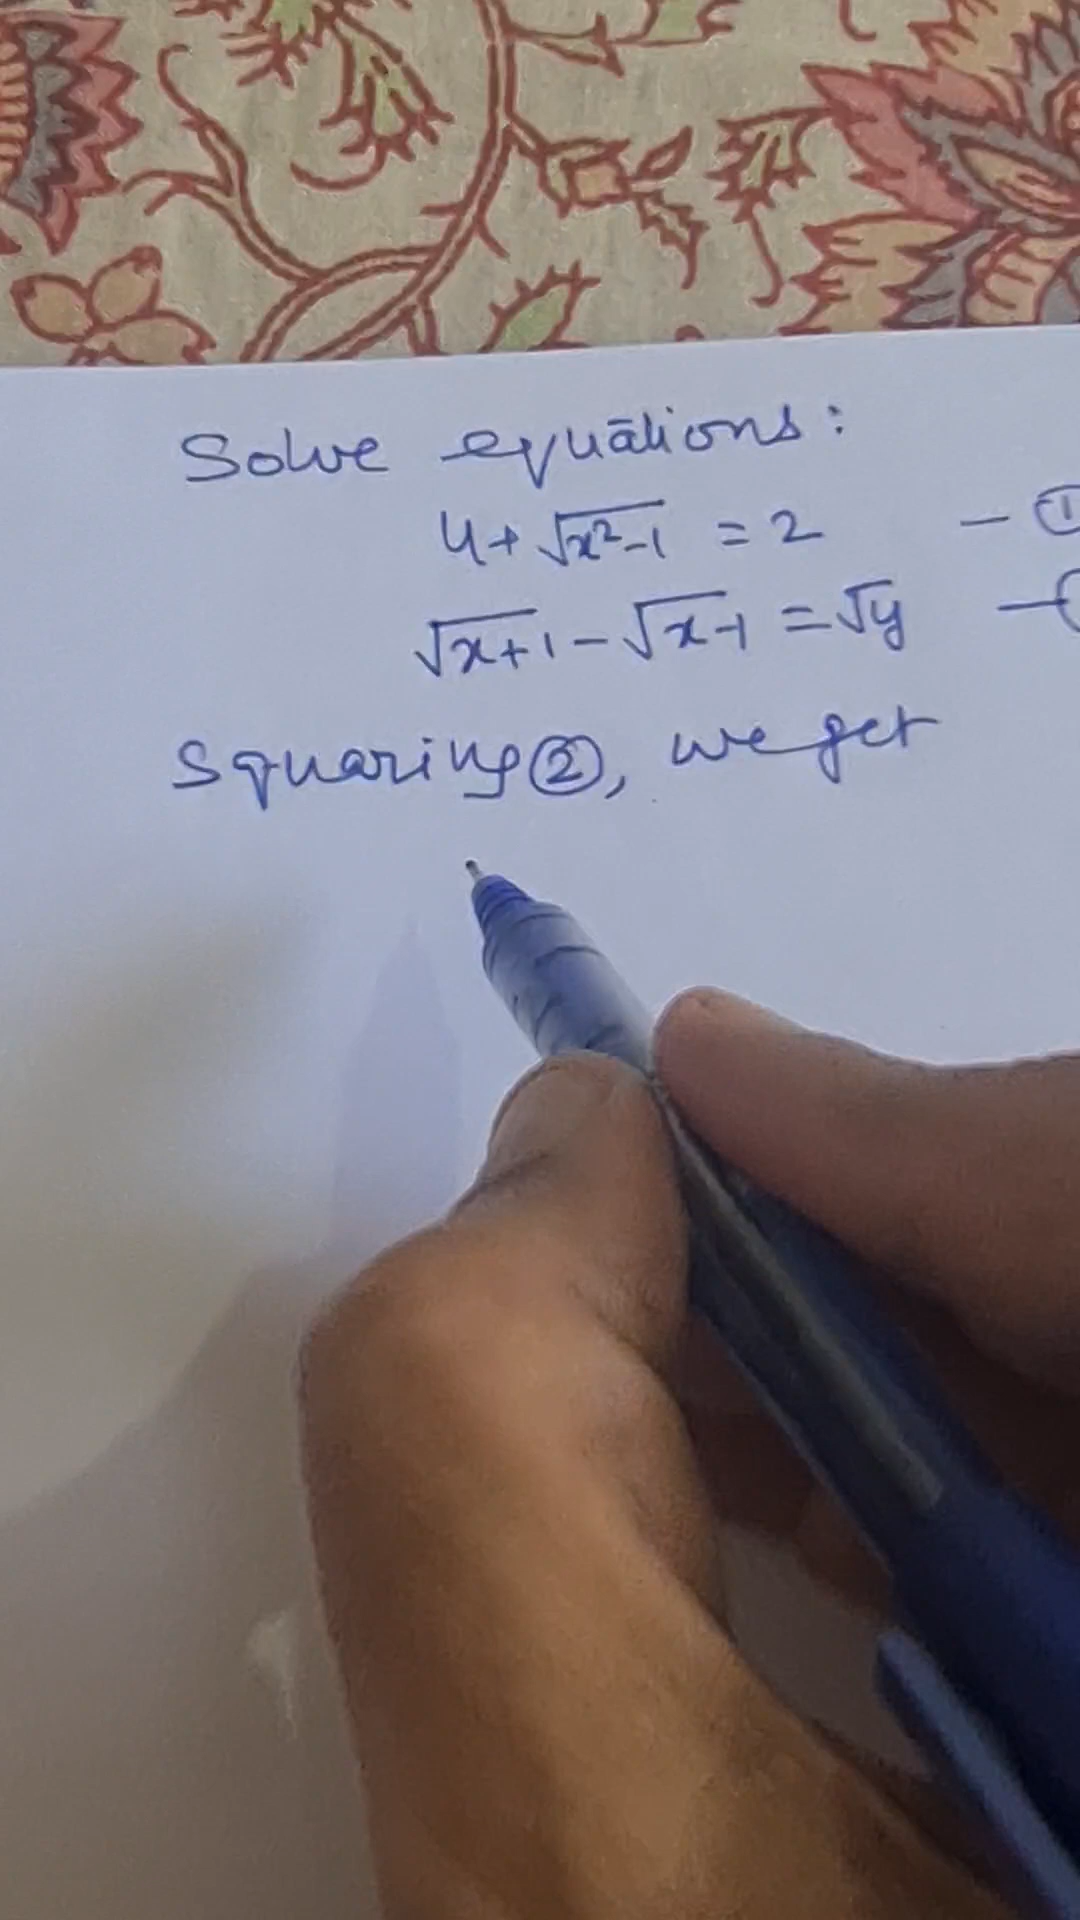 Solve equations:
y+√x²-1 = 2 — ①
√x+1 - √x-1 = √y —
Squaring ②, we get